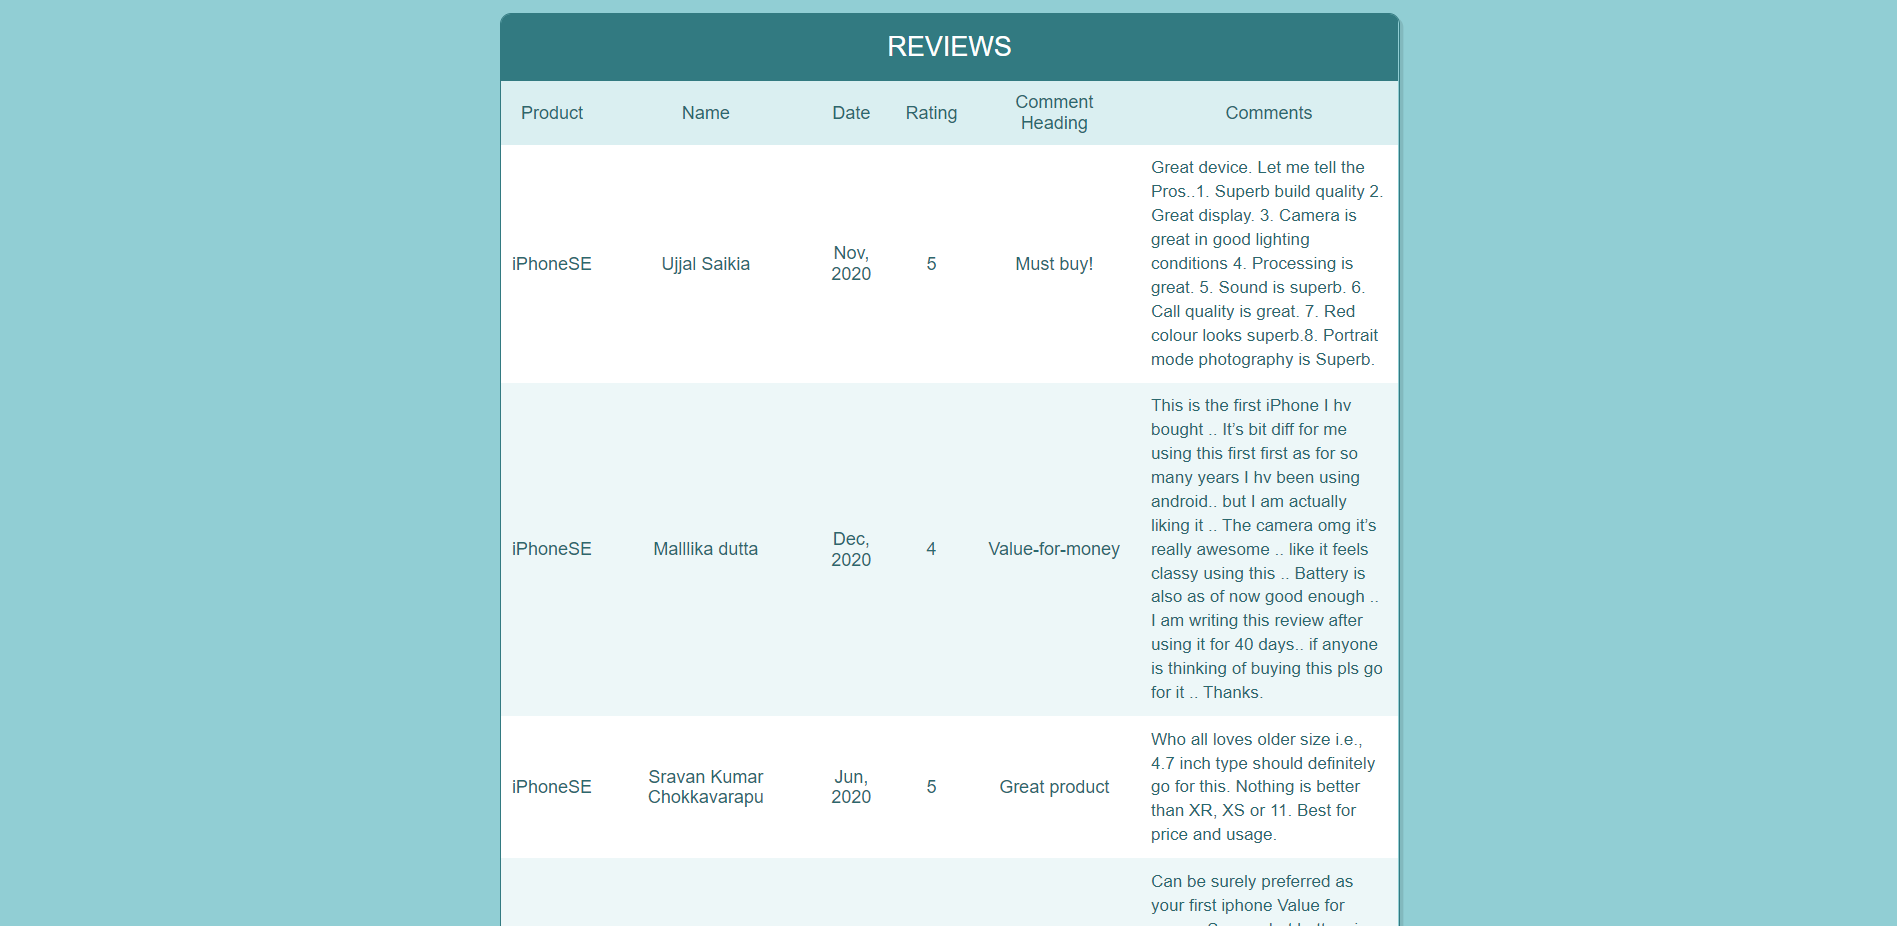 REVIEWS
Product Name Date Rating Comment Heading Comments
iPhoneSE
Ujjal Saikia
Nov,
2020
5
Must buy!
Great device. Let me tell the
Pros..1. Superb build quality 2.
Great display. 3. Camera is
great in good lighting
conditions 4. Processing is
great. 5. Sound is superb. 6.
Call quality is great. 7. Red
colour looks superb.8. Portrait
mode photography is Superb.
iPhoneSE
Malllika dutta
Dec,
2020
4
Value-for-money
This is the first iPhone I hv
bought .. It’s bit diff for me
using this first first as for so
many years I hv been using
android.. but I am actually
liking it .. The camera omg it’s
really awesome .. like it feels
classy using this .. Battery is
also as of now good enough ..
I am writing this review after
using it for 40 days.. if anyone
is thinking of buying this pls go
for it .. Thanks.
iPhoneSE
Sravan Kumar
Chokkavarapu
Jun,
2020
5
Great product
Who all loves older size i.e.,
4.7 inch type should definitely
go for this. Nothing is better
than XR, XS or 11. Best for
price and usage.
Can be surely preferred as
your first iphone Value for